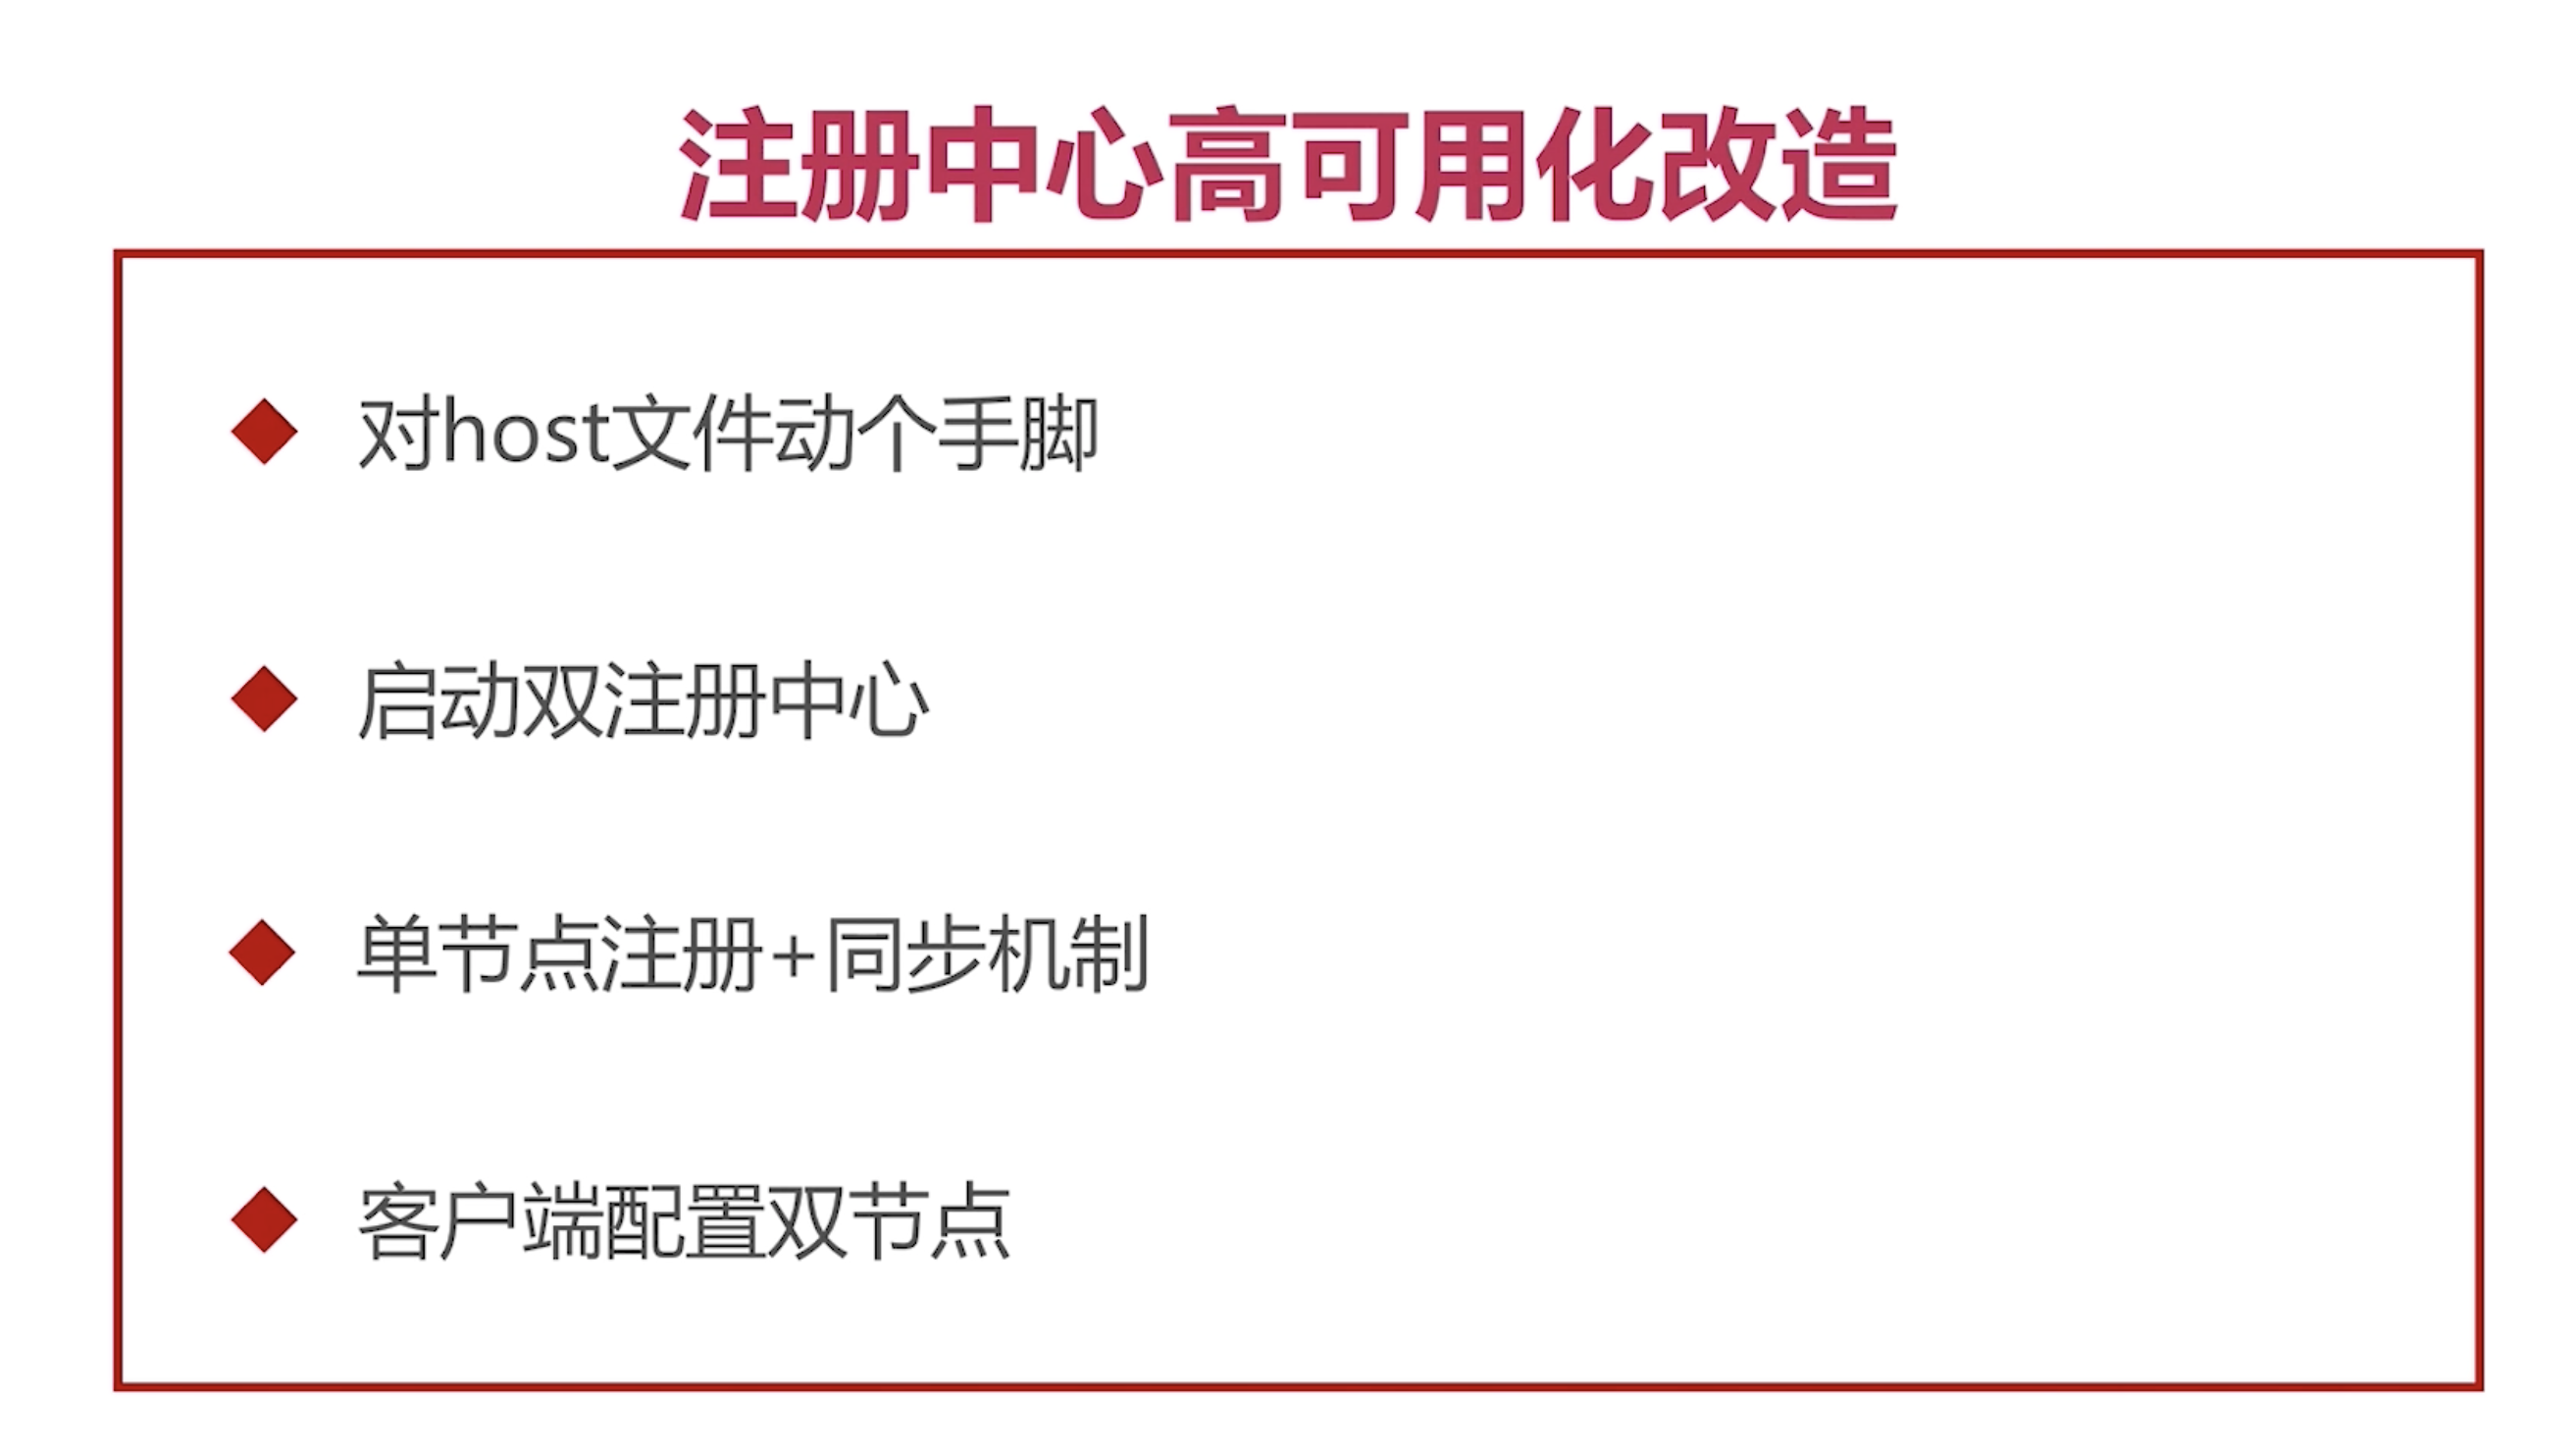 注册中心高可用化改造
对host文件动个手脚
启动双注册中心
单节点注册+同步机制
客户端配置双节点